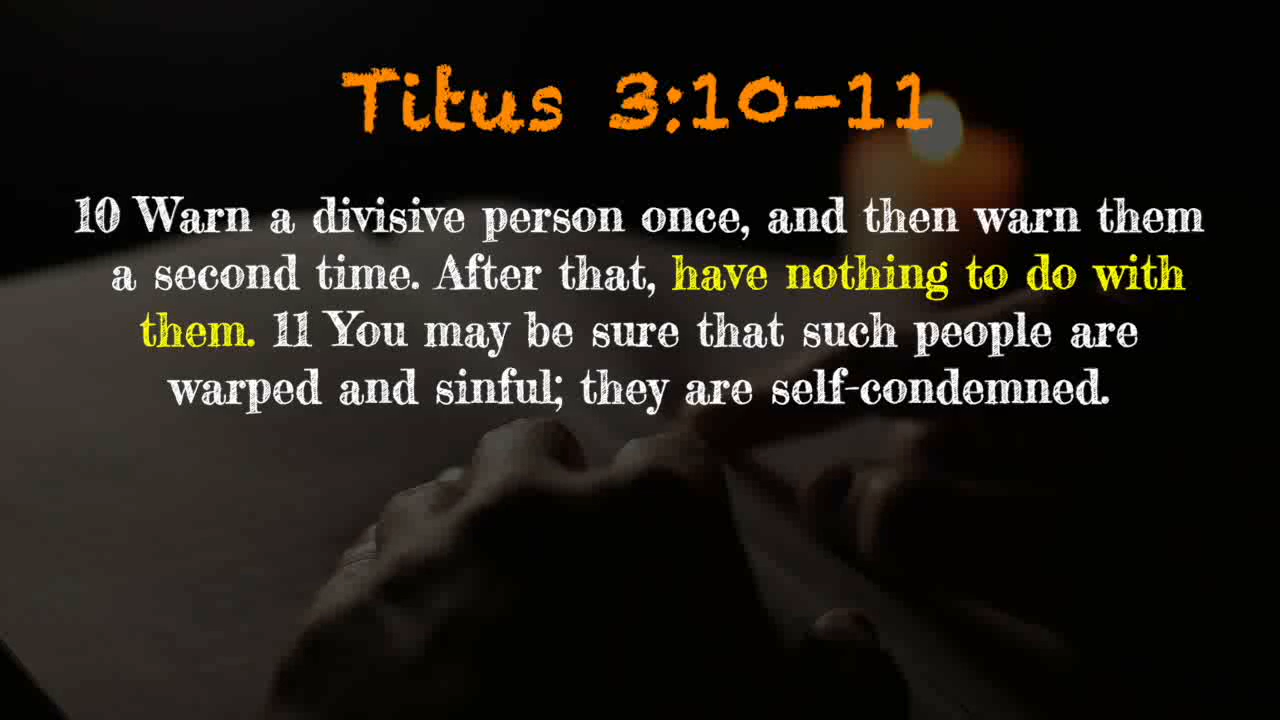 Titus 3:10-11
10 Warn a divisive person once, and then warn them
a second time. After that, have nothing to do with
them. 11 You may be sure that such people are
warped and sinful; they are self-condemned.